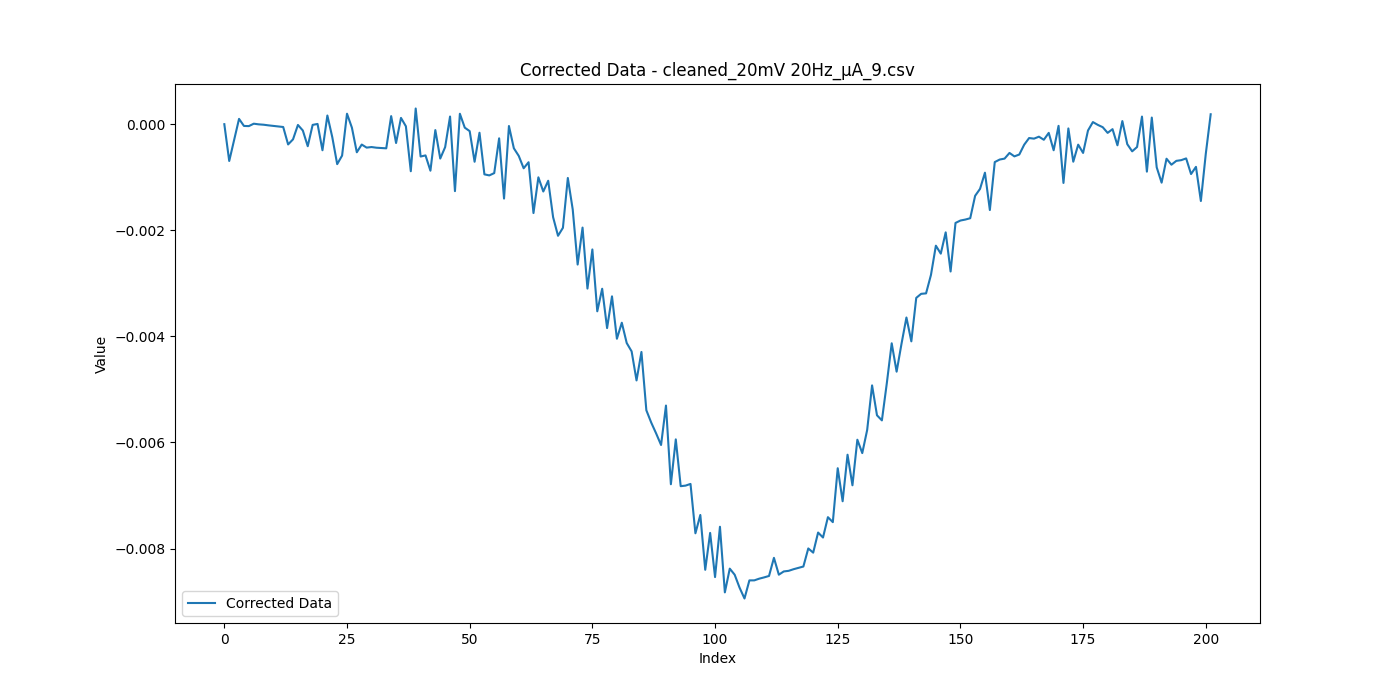 Corrected Data - cleaned_20mV 20Hz_μA_9.csv
0.000
−0.002
−0.004
−0.006
−0.008
Value
Corrected Data
0 25 50 75 100 125 150 175 200
Index